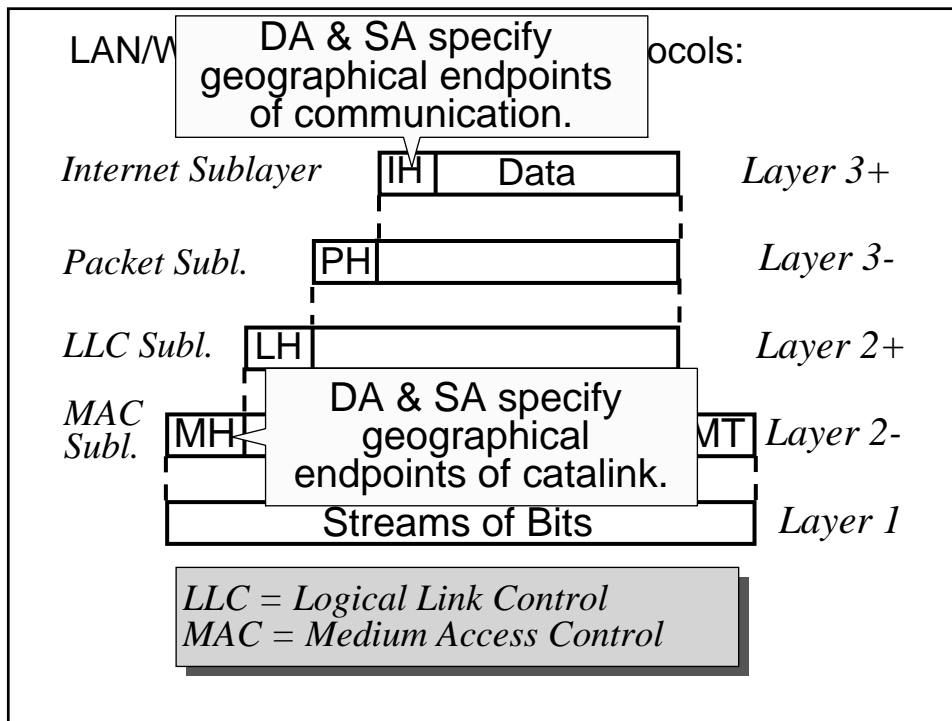 LAN/W
ocols:
DA & SA specify
geographical endpoints
of communication.
Internet Sublayer IH Data Layer 3+
Packet Subl. PH Layer 3-
LLC Subl. LH Layer 2+
MAC
Subl. MH MT Layer 2-
DA & SA specify
geographical
endpoints of catalink.
Streams of Bits Layer 1
LLC = Logical Link Control
MAC = Medium Access Control